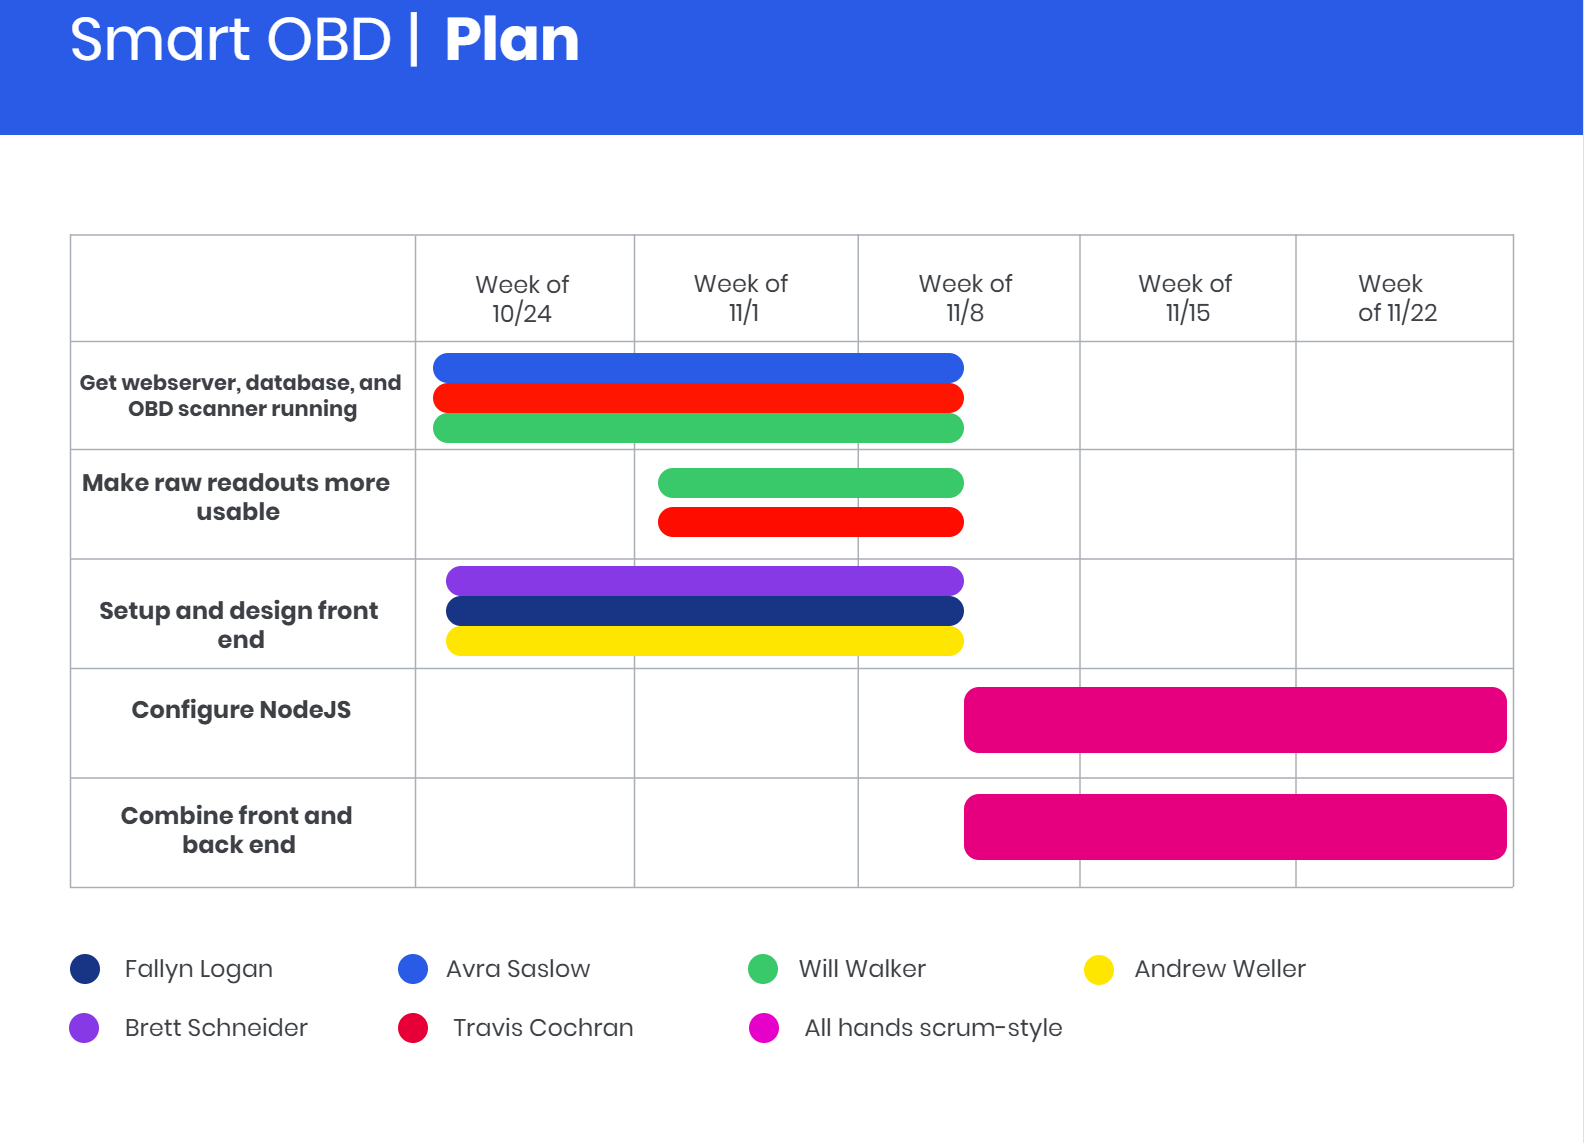 Smart OBD | Plan
Week of
10/24
Week of
11/1
Week of
11/8
Week of
11/15
Week
of 11/22
Get webserver, database, and
OBD scanner running
Make raw readouts more
usable
Setup and design front
end
Configure NodeJS
Combine front and
back end
Fallyn Logan
Avra Saslow
Will Walker
Andrew Weller
Brett Schneider
Travis Cochran
All hands scrum-style